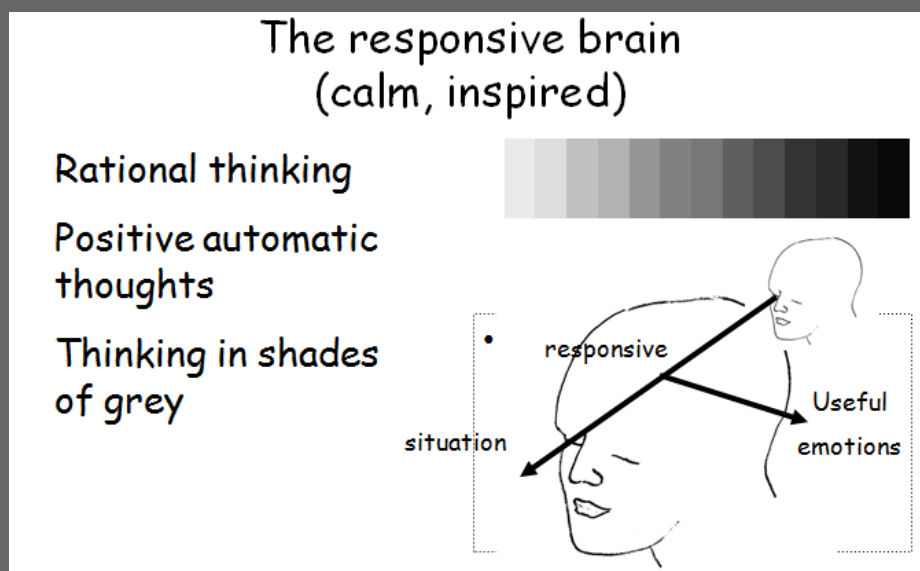 The responsive brain
(calm, inspired)
Rational thinking
Positive automatic
thoughts
Thinking in shades
of grey
• 
responsive
situation
Useful
emotions